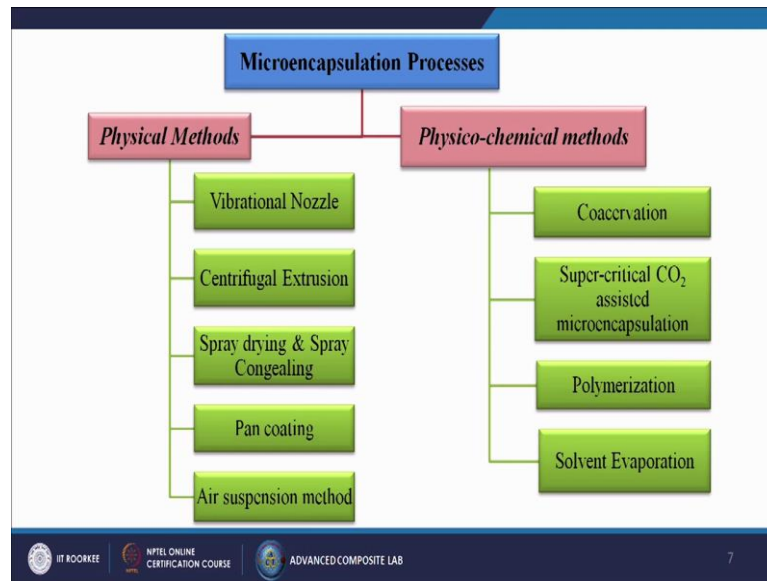 Microencapsulation Processes
Physical Methods
Vibrational Nozzle
Centrifugal Extrusion
Spray drying & Spray
Congealing
Pan coating
Air suspension method
Physico-chemical methods
Coacervation
Super-critical CO₂
assisted
microencapsulation
Polymerization
Solvent Evaporation
IIT ROORKEE
NPTEL ONLINE
CERTIFICATION COURSE
ADVANCED COMPOSITE LAB
7